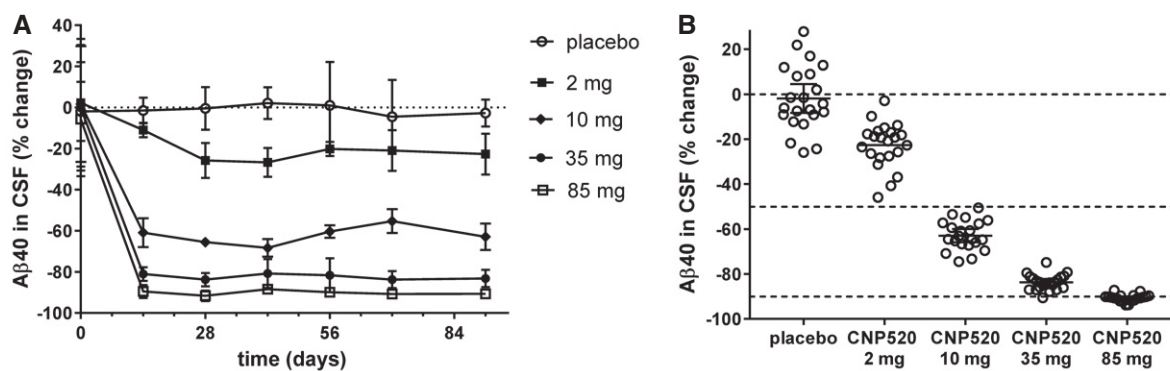 A
Aβ40 in CSF (% change)
40
20
0
-20
-40
-60
-80
-100
0
28
56
84
time (days)
placebo
2 mg
10 mg
35 mg
85 mg
B
Aβ40 in CSF (% change)
20
0
-20
-40
-60
-80
-100
placebo
CNP520
2 mg
CNP520
10 mg
CNP520
35 mg
CNP520
85 mg